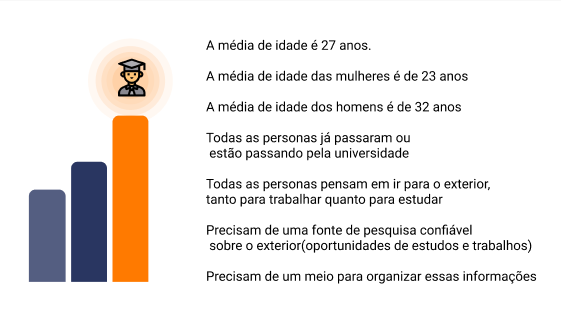 A média de idade é 27 anos.
A média de idade das mulheres é de 23 anos
A média de idade dos homens é de 32 anos
Todas as personas já passaram ou
estão passando pela universidade
Todas as personas pensam em ir para o exterior,
tanto para trabalhar quanto para estudar
Precisam de uma fonte de pesquisa confiável
sobre o exterior(oportunidades de estudos e trabalhos)
Precisam de um meio para organizar essas informações